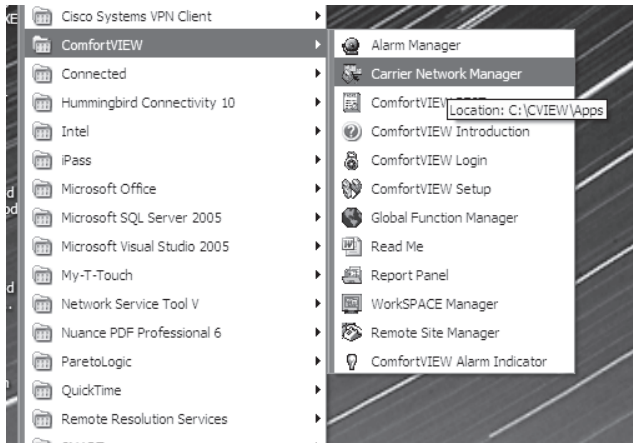 Cisco Systems VPN Client
ComfortVIEW
Connected
Hummingbird Connectivity 10
Intel
iPass
Microsoft Office
Microsoft SQL Server 2005
Microsoft Visual Studio 2005
My-T-Touch
Network Service Tool V
Nuance PDF Professional 6
ParetoLogic
QuickTime
Remote Resolution Services
Alarm Manager
Carrier Network Manager
ComfortVIEW
Location: C:\CVIEW\Apps
ComfortVIEW Introduction
ComfortVIEW Login
ComfortVIEW Setup
Global Function Manager
Read Me
Report Panel
WorkSPACE Manager
Remote Site Manager
ComfortVIEW Alarm Indicator